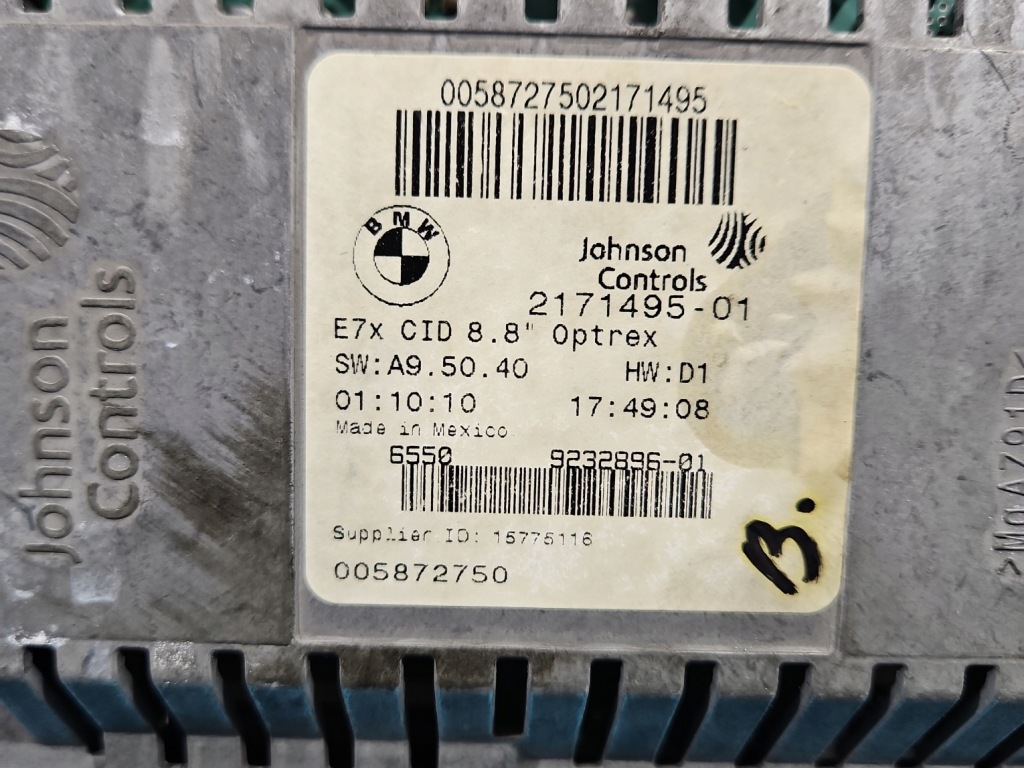 0058727502171495
BMW
Johnson
Controls
2171495-01
E7x CID 8.8" Optrex
SW:A9.50.40 HW:D1
01:10:10 17:49:08
Made in Mexico
6550 9232896-01
Supplier ID: 15775116
005872750
B.
Johnson
Controls
>MgAZ91D<